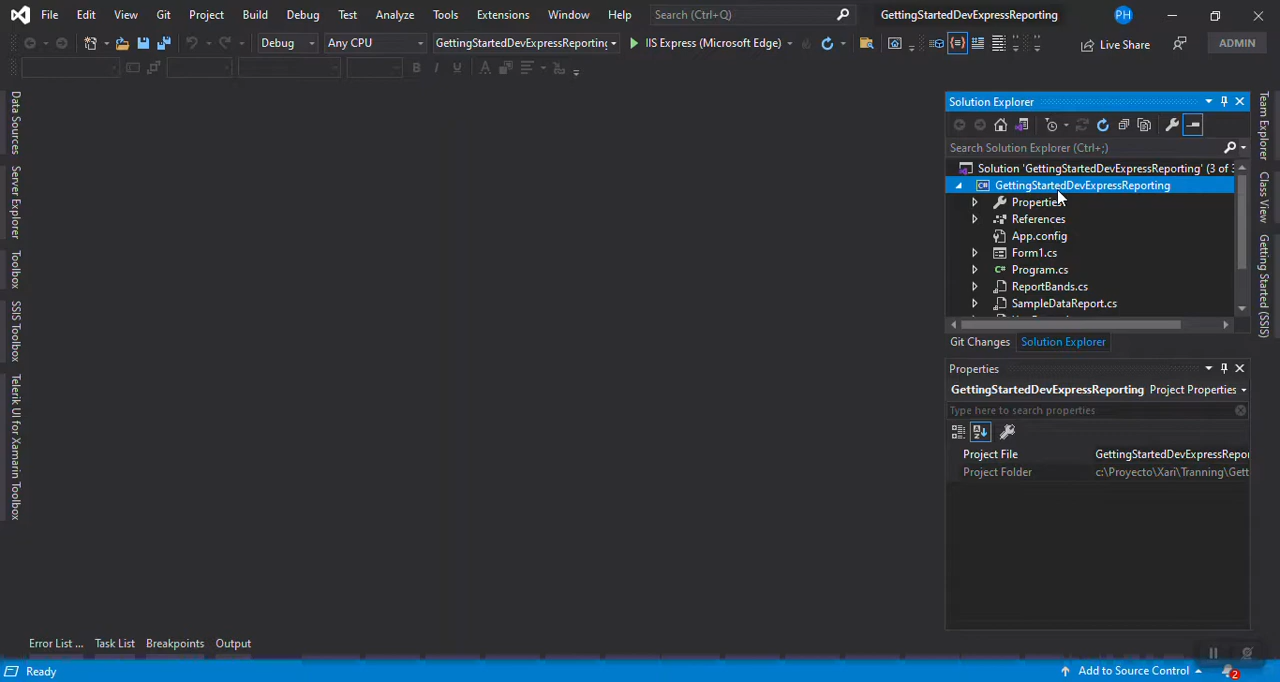 File Edit View Git Project Build Debug Test Analyze Tools Extensions Window Help Search (Ctrl+Q) GettingStartedDevExpressReporting PH
Debug Any CPU GettingStartedDevExpressReporting IIS Express (Microsoft Edge) Live Share ADMIN
B I U A
Data Sources
Server Explorer
Toolbox
SSIS Toolbox
Telerik UI for Xamarin Toolbox
Solution Explorer
Search Solution Explorer (Ctrl+;)
Solution 'GettingStartedDevExpressReporting' (3 of 3
C# GettingStartedDevExpressReporting
Properties
References
App.config
Form1.cs
C# Program.cs
ReportBands.cs
SampleDataReport.cs
Git Changes Solution Explorer
Properties
GettingStartedDevExpressReporting Project Properties
Type here to search properties
Project File GettingStartedDevExpressRepor
Project Folder c:\Proyecto\Xari\Tranning\Gett
Team Explorer
Class View
Getting Started (SSIS)
Error List ... Task List Breakpoints Output
Ready Add to Source Control 2